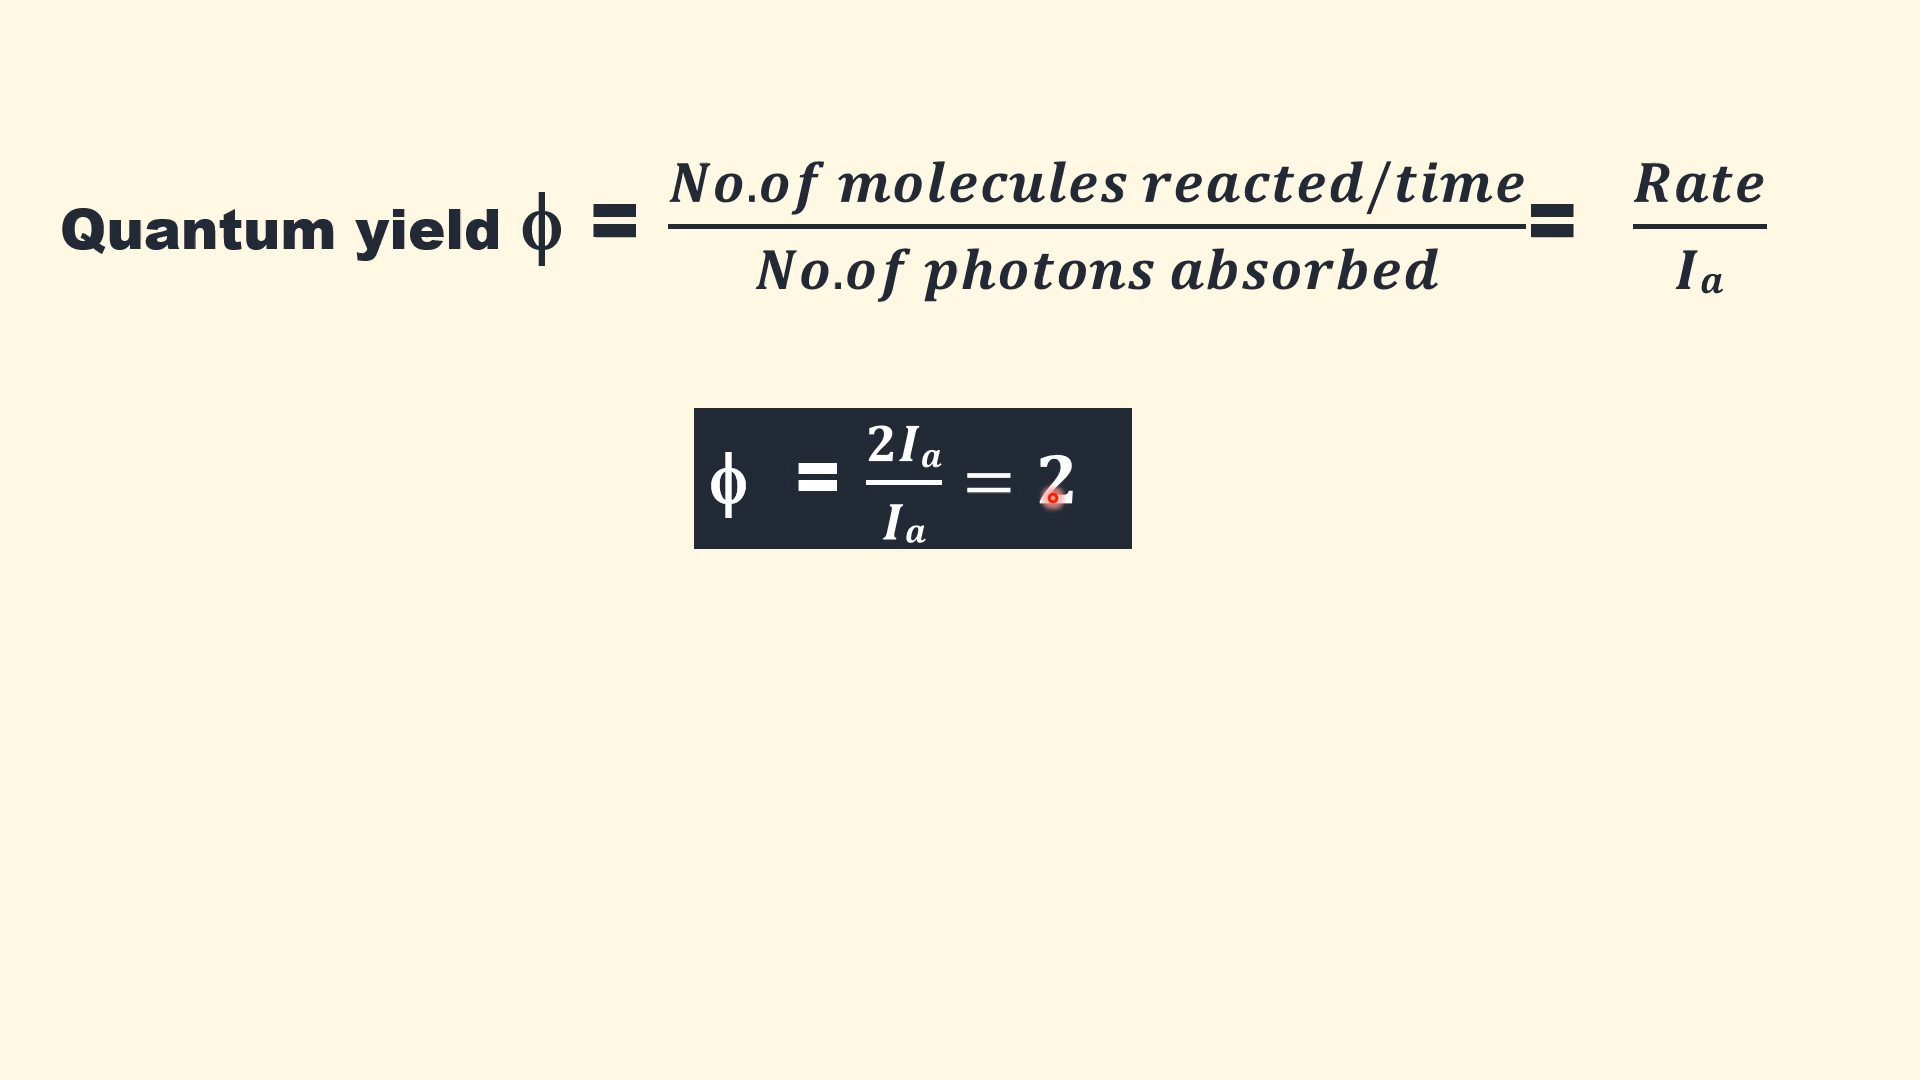 Quantum yield ϕ = No.of molecules reacted/time / No.of photons absorbed = Rate / Iₐ
ϕ = 2Iₐ / Iₐ = 2